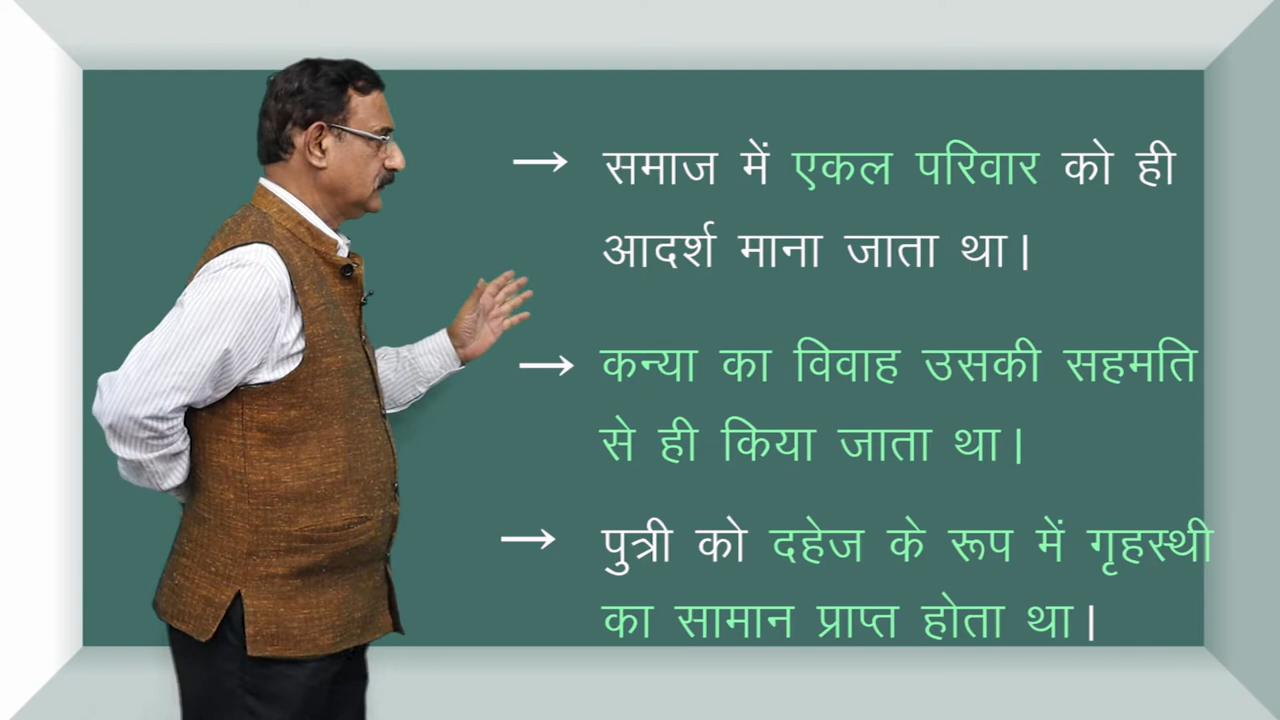 → समाज में एकल परिवार को ही
आदर्श माना जाता था।
→ कन्या का विवाह उसकी सहमति
से ही किया जाता था।
→ पुत्री को दहेज के रूप में गृहस्थी
का सामान प्राप्त होता था।